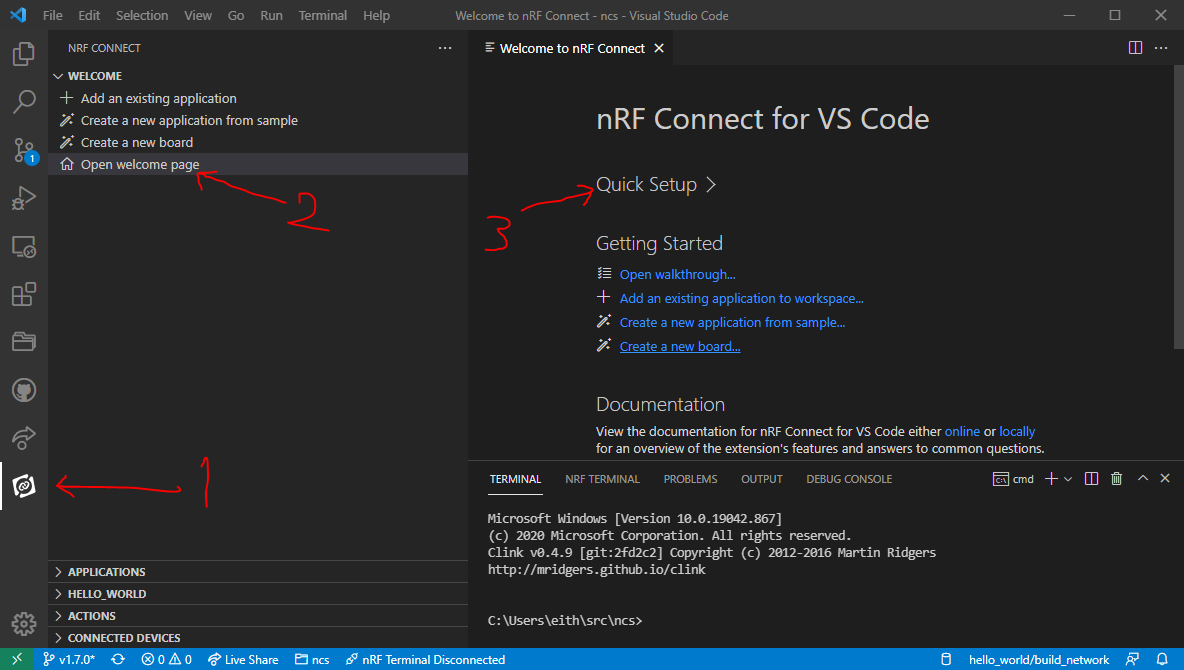 File Edit Selection View Go Run Terminal Help
Welcome to nRF Connect - ncs - Visual Studio Code
NRF CONNECT
WELCOME
Add an existing application
Create a new application from sample
Create a new board
Open welcome page
1
2
3
1
APPLICATIONS
HELLO_WORLD
ACTIONS
CONNECTED DEVICES
Welcome to nRF Connect
nRF Connect for VS Code
Quick Setup
Getting Started
Open walkthrough...
Add an existing application to workspace...
Create a new application from sample...
Create a new board...
Documentation
View the documentation for nRF Connect for VS Code either online or locally
for an overview of the extension's features and answers to common questions.
TERMINAL NRF TERMINAL PROBLEMS OUTPUT DEBUG CONSOLE
cmd
Microsoft Windows [Version 10.0.19042.867]
(c) 2020 Microsoft Corporation. All rights reserved.
Clink v0.4.9 [git:2fd2c2] Copyright (c) 2012-2016 Martin Ridgers
http://mridgers.github.io/clink
C:\Users\eith\src\ncs>
v1.7.0* 0 0 Live Share ncs nRF Terminal Disconnected hello_world/build_network